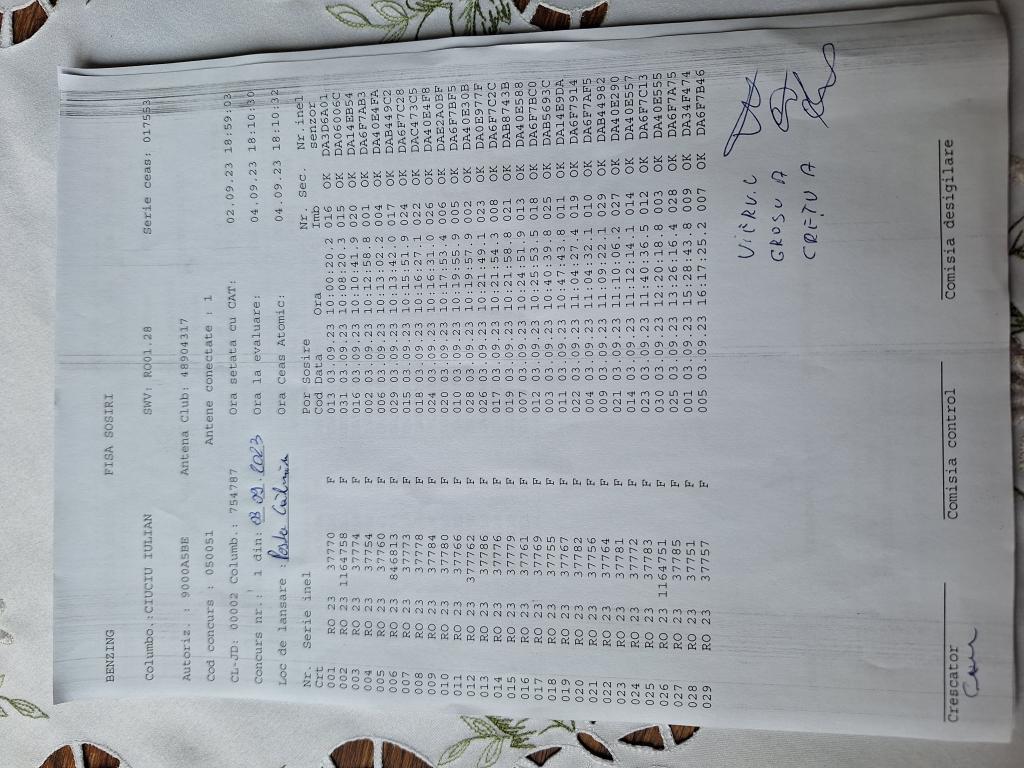 BENZING FISA SOSIRI
Columbo.:CIUCIU IULIAN SWV: RO01.28 Serie ceas: 017553
Autoriz. : 9000A5BE Antena Club: 48904317
Cod concurs : 050051 Antene conectate : 1
CL-JD: 00002 Columb.: 754787 Ora setata cu CAT: 02.09.23 18:59:03
Concurs nr.: 1 din: 03 09.2023 Ora la evaluare: 04.09.23 18:10:30
Loc de lansare : Ora Ceas Atomic: 04.09.23 18:10:32
Nr. Serie inel Por Sosire Nr. Sec. Nr.inel
Crt Cod Data Ora Imb senzor
001 RO 23 37770 F 013 03.09.23 10:00:20.2 016 OK DA3D6A01
002 RO 23 1164758 F 031 03.09.23 10:08:20.3 015 OK DA06006C
003 RO 23 37774 F 016 03.09.23 10:10:41.9 020 OK DA14EB54
004 RO 23 37754 F 002 03.09.23 10:12:58.8 001 OK DA6F7AB3
005 RO 23 37760 F 006 03.09.23 10:13:02.2 004 OK DA40E4FA
006 RO 23 846813 F 029 03.09.23 10:13:42.0 017 OK DAB449C2
007 RO 23 37773 F 015 03.09.23 10:15:51.9 024 OK DA6F7C28
008 RO 23 37778 F 018 03.09.23 10:16:27.1 022 OK DAC473C5
009 RO 23 37784 F 024 03.09.23 10:16:31.0 026 OK DA40E4F8
010 RO 23 37780 F 020 03.09.23 10:17:53.4 006 OK DAE2A0BF
011 RO 23 37766 F 010 03.09.23 10:19:55.9 005 OK DA6F7BF5
012 RO 23 377762 F 028 03.09.23 10:19:57.9 002 OK DA40E30B
013 RO 23 37786 F 026 03.09.23 10:21:49.1 023 OK DA0E977F
014 RO 23 37776 F 017 03.09.23 10:21:54.3 008 OK DA6F7C2C
015 RO 23 37779 F 019 03.09.23 10:21:58.8 021 OK DAB8743B
016 RO 23 37761 F 007 03.09.23 10:24:51.9 013 OK DA40E588
017 RO 23 37769 F 012 03.09.23 10:25:53.5 018 OK DA6F7BC0
018 RO 23 37755 F 003 03.09.23 10:40:39.8 025 OK DAE5693C
019 RO 23 37767 F 011 03.09.23 10:47:43.8 011 OK DA14E9DA
020 RO 23 37782 F 022 03.09.23 11:04:27.4 019 OK DA6F7914
021 RO 23 37756 F 004 03.09.23 11:04:32.1 010 OK DA6F7AF5
022 RO 23 37764 F 009 03.09.23 11:09:22.1 029 OK DAB44982
023 RO 23 37781 F 021 03.09.23 11:10:06.2 027 OK DA40E290
024 RO 23 37772 F 014 03.09.23 11:12:14.1 014 OK DA40E557
025 RO 23 37783 F 023 03.09.23 11:40:36.5 012 OK DA6F7C13
026 RO 23 1164751 F 030 03.09.23 12:20:18.8 003 OK DA40E555
027 RO 23 37785 F 025 03.09.23 15:26:16.4 028 OK DA6F7A75
028 RO 23 37751 F 001 03.09.23 15:28:43.8 009 OK DA34F474
029 RO 23 37757 F 005 03.09.23 16:17:25.2 007 OK DA6F7B46
VIERU.C
GROSU A
CREȚU A
Crescator Comisia control Comisia desigilare